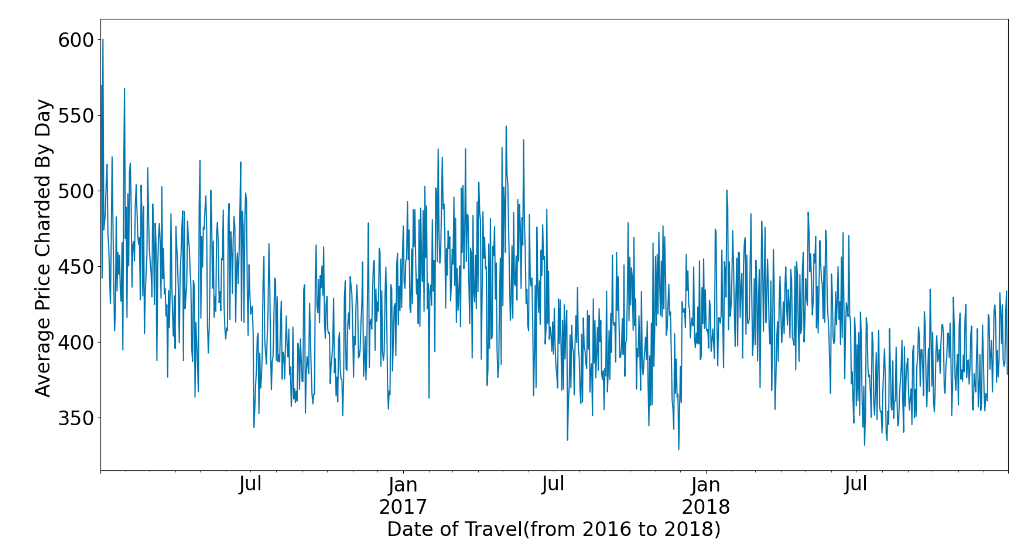 Average Price Charded By Day
600
550
500
450
400
350
Jul
Jan
2017
Jul
Jan
2018
Jul
Date of Travel(from 2016 to 2018)